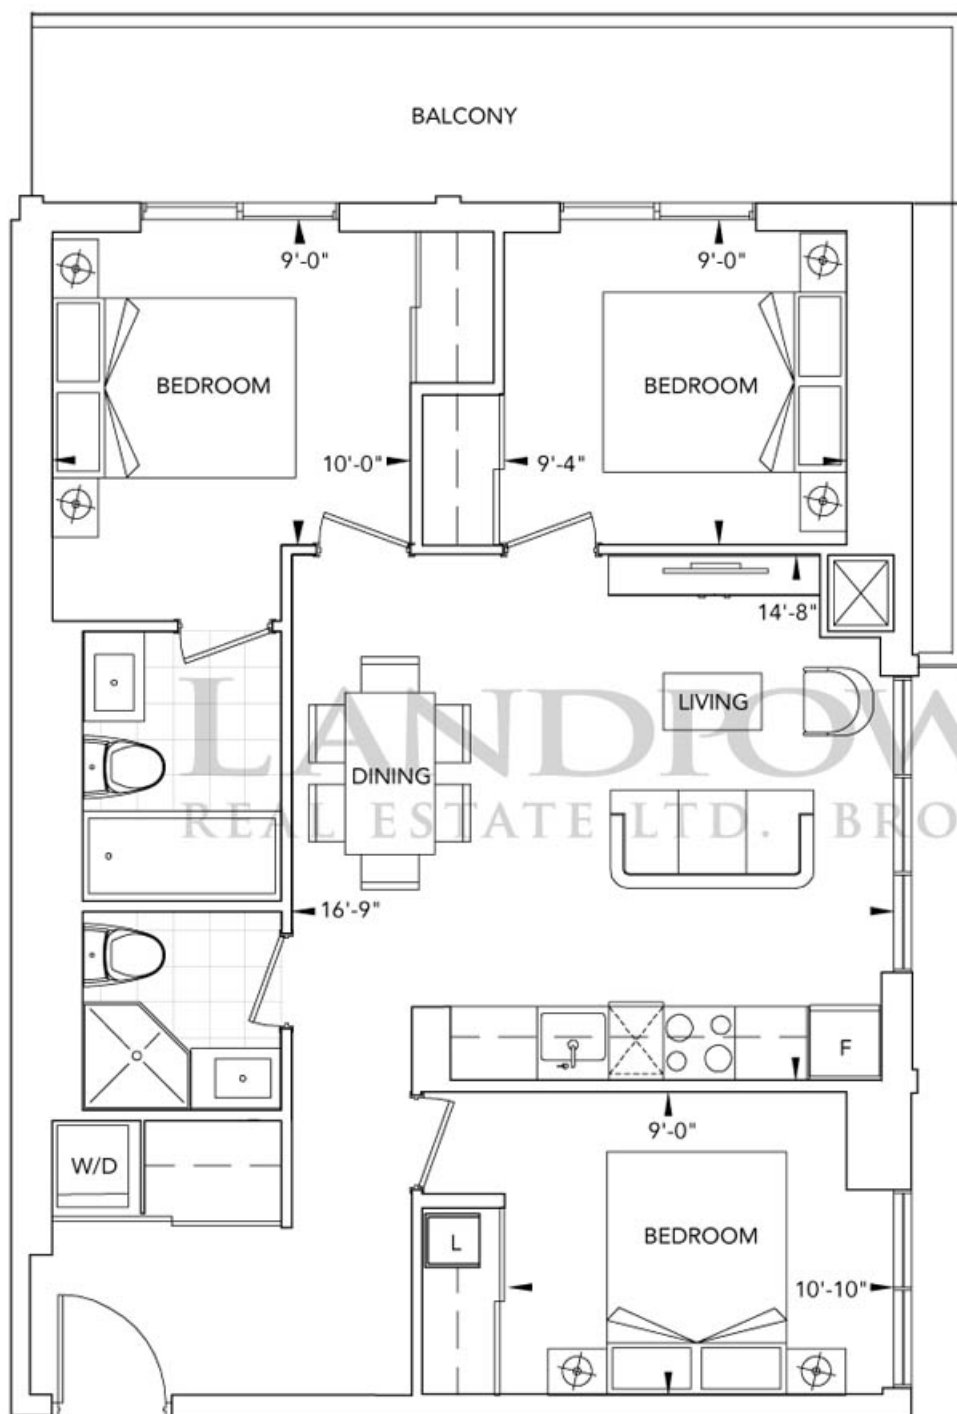 BALCONY
9'-0"
9'-0"
BEDROOM
BEDROOM
10'-0"
9'-4"
14'-8"
LIVING
LANDPOW
DINING
REAL ESTATE LTD. BRO
16'-9"
F
9'-0"
W/D
BEDROOM
L
10'-10"